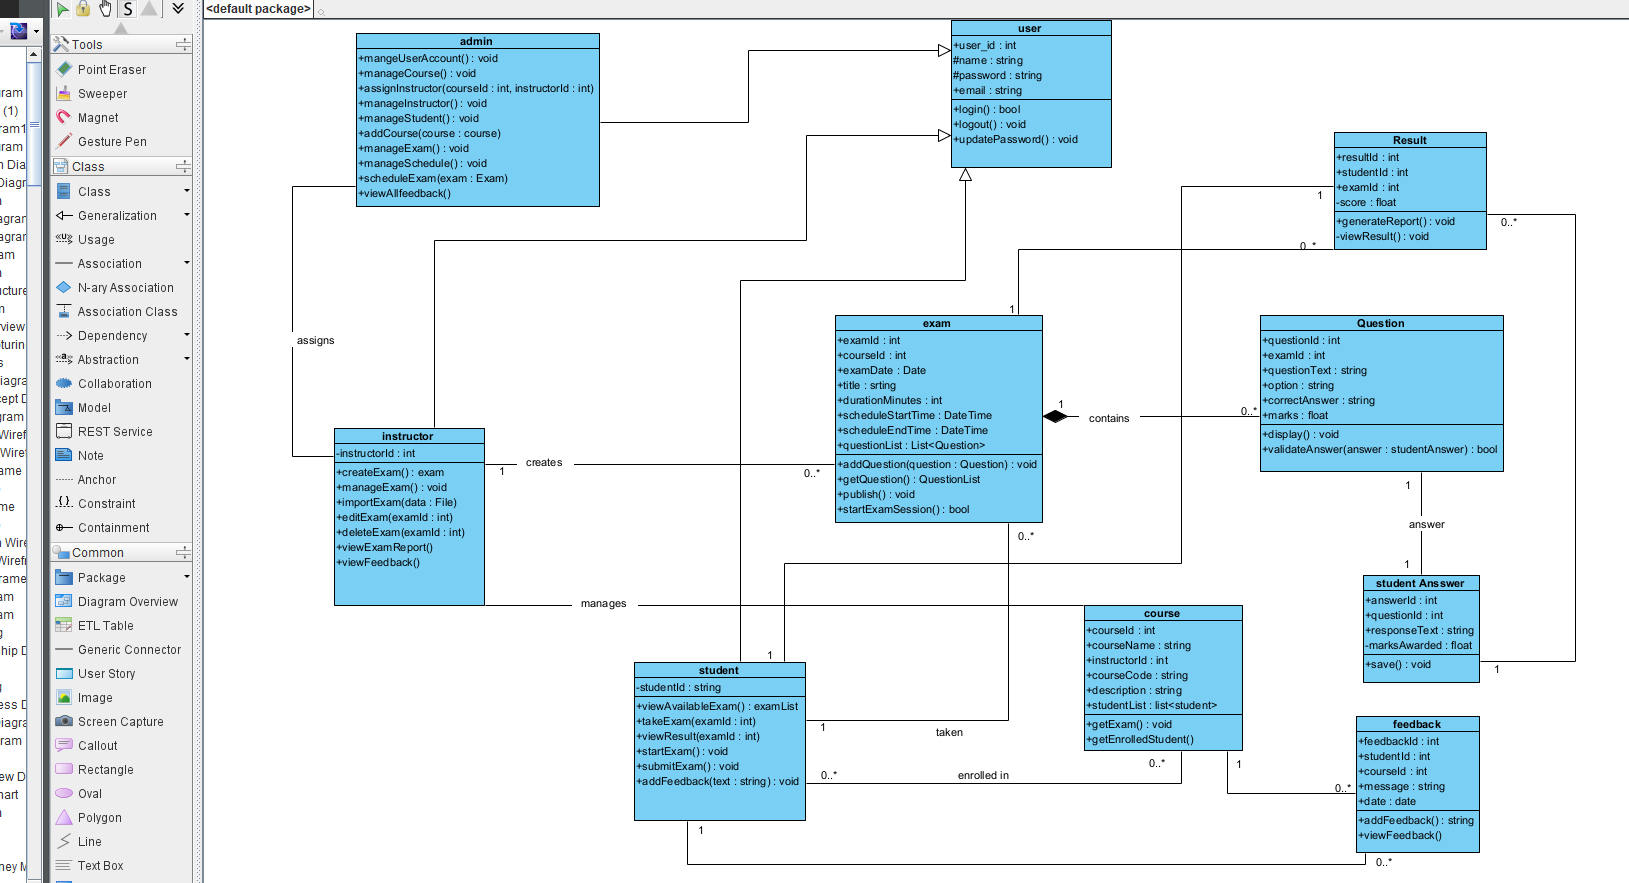 <default package>
Tools
Point Eraser
Sweeper
Magnet
Gesture Pen
Class
Class
Generalization
Usage
Association
N-ary Association
Association Class
Dependency
Abstraction
Collaboration
Model
REST Service
Note
Anchor
Constraint
Containment
Common
Package
Diagram Overview
ETL Table
Generic Connector
User Story
Image
Screen Capture
Callout
Rectangle
Oval
Polygon
Line
Text Box
admin
+mangeUserAccount() : void
+manageCourse() : void
+assignInstructor(courseId : int, instructorId : int)
+manageInstructor() : void
+manageStudent() : void
+addCourse(course : course)
+manageExam() : void
+manageSchedule() : void
+scheduleExam(exam : Exam)
+viewAllfeedback()
user
+user_id : int
#name : string
#password : string
+email : string
+login() : bool
+logout() : void
+updatePassword() : void
Result
+resultId : int
+studentId : int
+examId : int
-score : float
+generateReport() : void
-viewResult() : void
1
0..*
0..*
1
assigns
exam
+examId : int
+courseId : int
+examDate : Date
+title : srting
+durationMinutes : int
+scheduleStartTime : DateTime
+scheduleEndTime : DateTime
+questionList : List<Question>
+addQuestion(question : Question) : void
+getQuestion() : QuestionList
+publish() : void
+startExamSession() : bool
1
contains
0..*
Question
+questionId : int
+examId : int
+questionText : string
+option : string
+correctAnswer : string
+marks : float
+display() : void
+validateAnswer(answer : studentAnswer) : bool
instructor
-instructorId : int
+createExam() : exam
+manageExam() : void
+importExam(data : File)
+editExam(examId : int)
+deleteExam(examId : int)
+viewExamReport()
+viewFeedback()
1
creates
0..*
0..*
1
answer
1
student Ansswer
+answerId : int
+questionId : int
+responseText : string
-marksAwarded : float
+save() : void
1
manages
course
+courseId : int
+courseName : string
+instructorId : int
+courseCode : string
+description : string
+studentList : list<student>
+getExam() : void
+getEnrolledStudent()
1
student
-studentId : string
+viewAvailableExam() : examList
+takeExam(examId : int)
+viewResult(examId : int)
+startExam() : void
+submitExam() : void
+addFeedback(text : string) : void
1
taken
0..*
enrolled in
0..*
1
0..*
feedback
+feedbackId : int
+studentId : int
+courseId : int
+message : string
+date : date
+addFeedback() : string
+viewFeedback()
1
0..*